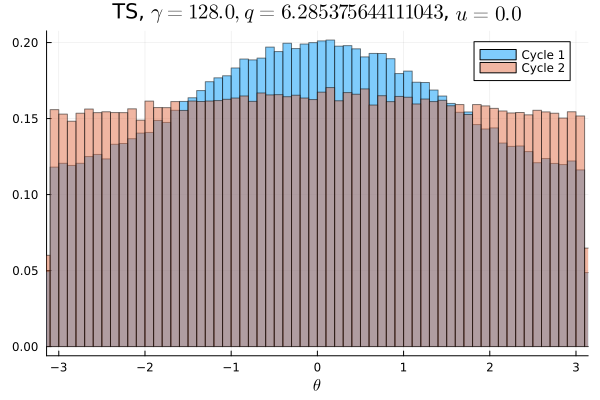 TS, γ = 128.0, q = 6.285375644111043, u = 0.0
0.20
0.15
0.10
0.05
0.00
Cycle 1
Cycle 2
−3 −2 −1 0 1 2 3
θ